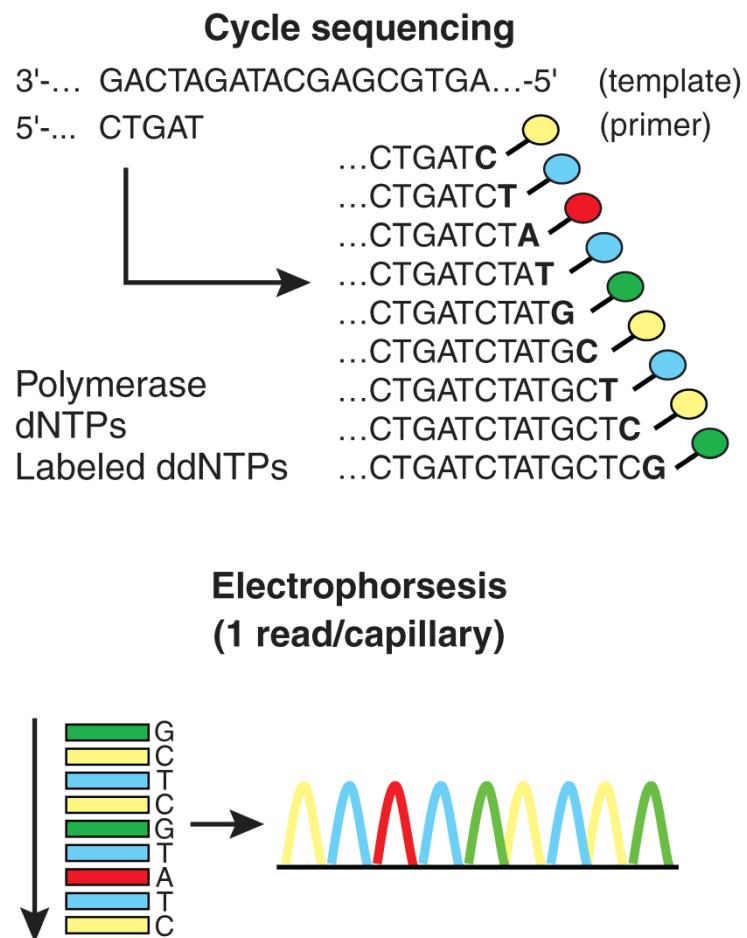 Cycle sequencing
3'-... GACTAGATACGAGCGTGA...-5' (template)
5'-... CTGAT (primer)
...CTGATC
...CTGATCT
...CTGATCTA
...CTGATCTAT
...CTGATCTATG
...CTGATCTATGC
...CTGATCTATGCT
...CTGATCTATGCTC
...CTGATCTATGCTCG
Polymerase
dNTPs
Labeled ddNTPs
Electrophorsesis
(1 read/capillary)
G
C
T
C
G
T
A
T
C